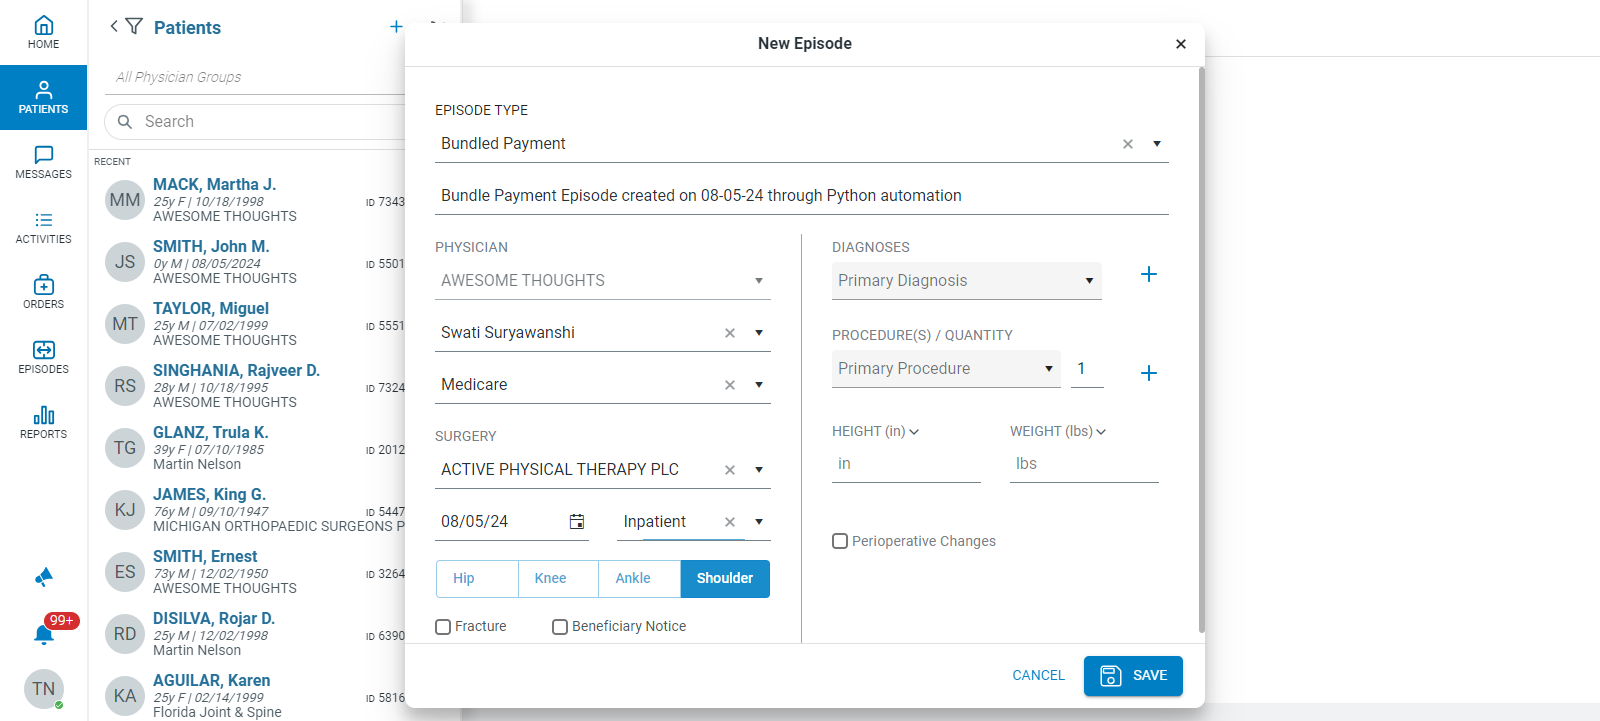 HOME
PATIENTS
MESSAGES
ACTIVITIES
ORDERS
EPISODES
REPORTS
99+
TN
Patients
All Physician Groups
Search
RECENT
MM MACK, Martha J.
25y F | 10/18/1998 ID 7343
AWESOME THOUGHTS
JS SMITH, John M.
0y M | 08/05/2024 ID 5501
AWESOME THOUGHTS
MT TAYLOR, Miguel
25y M | 07/02/1999 ID 5551
AWESOME THOUGHTS
RS SINGHANIA, Rajveer D.
28y M | 10/18/1995 ID 7324
AWESOME THOUGHTS
TG GLANZ, Trula K.
39y F | 07/10/1985 ID 2012
Martin Nelson
KJ JAMES, King G.
76y M | 09/10/1947 ID 5447
MICHIGAN ORTHOPAEDIC SURGEONS P
ES SMITH, Ernest
73y M | 12/02/1950 ID 3264
AWESOME THOUGHTS
RD DISILVA, Rojar D.
25y M | 12/02/1998 ID 6390
Martin Nelson
KA AGUILAR, Karen
25y F | 02/14/1999 ID 5816
Florida Joint & Spine
New Episode
EPISODE TYPE
Bundled Payment
Bundle Payment Episode created on 08-05-24 through Python automation
PHYSICIAN
AWESOME THOUGHTS
Swati Suryawanshi
Medicare
SURGERY
ACTIVE PHYSICAL THERAPY PLC
08/05/24 Inpatient
Hip Knee Ankle Shoulder
Fracture Beneficiary Notice
DIAGNOSES
Primary Diagnosis
PROCEDURE(S) / QUANTITY
Primary Procedure 1
HEIGHT (in) WEIGHT (lbs)
in lbs
Perioperative Changes
CANCEL SAVE